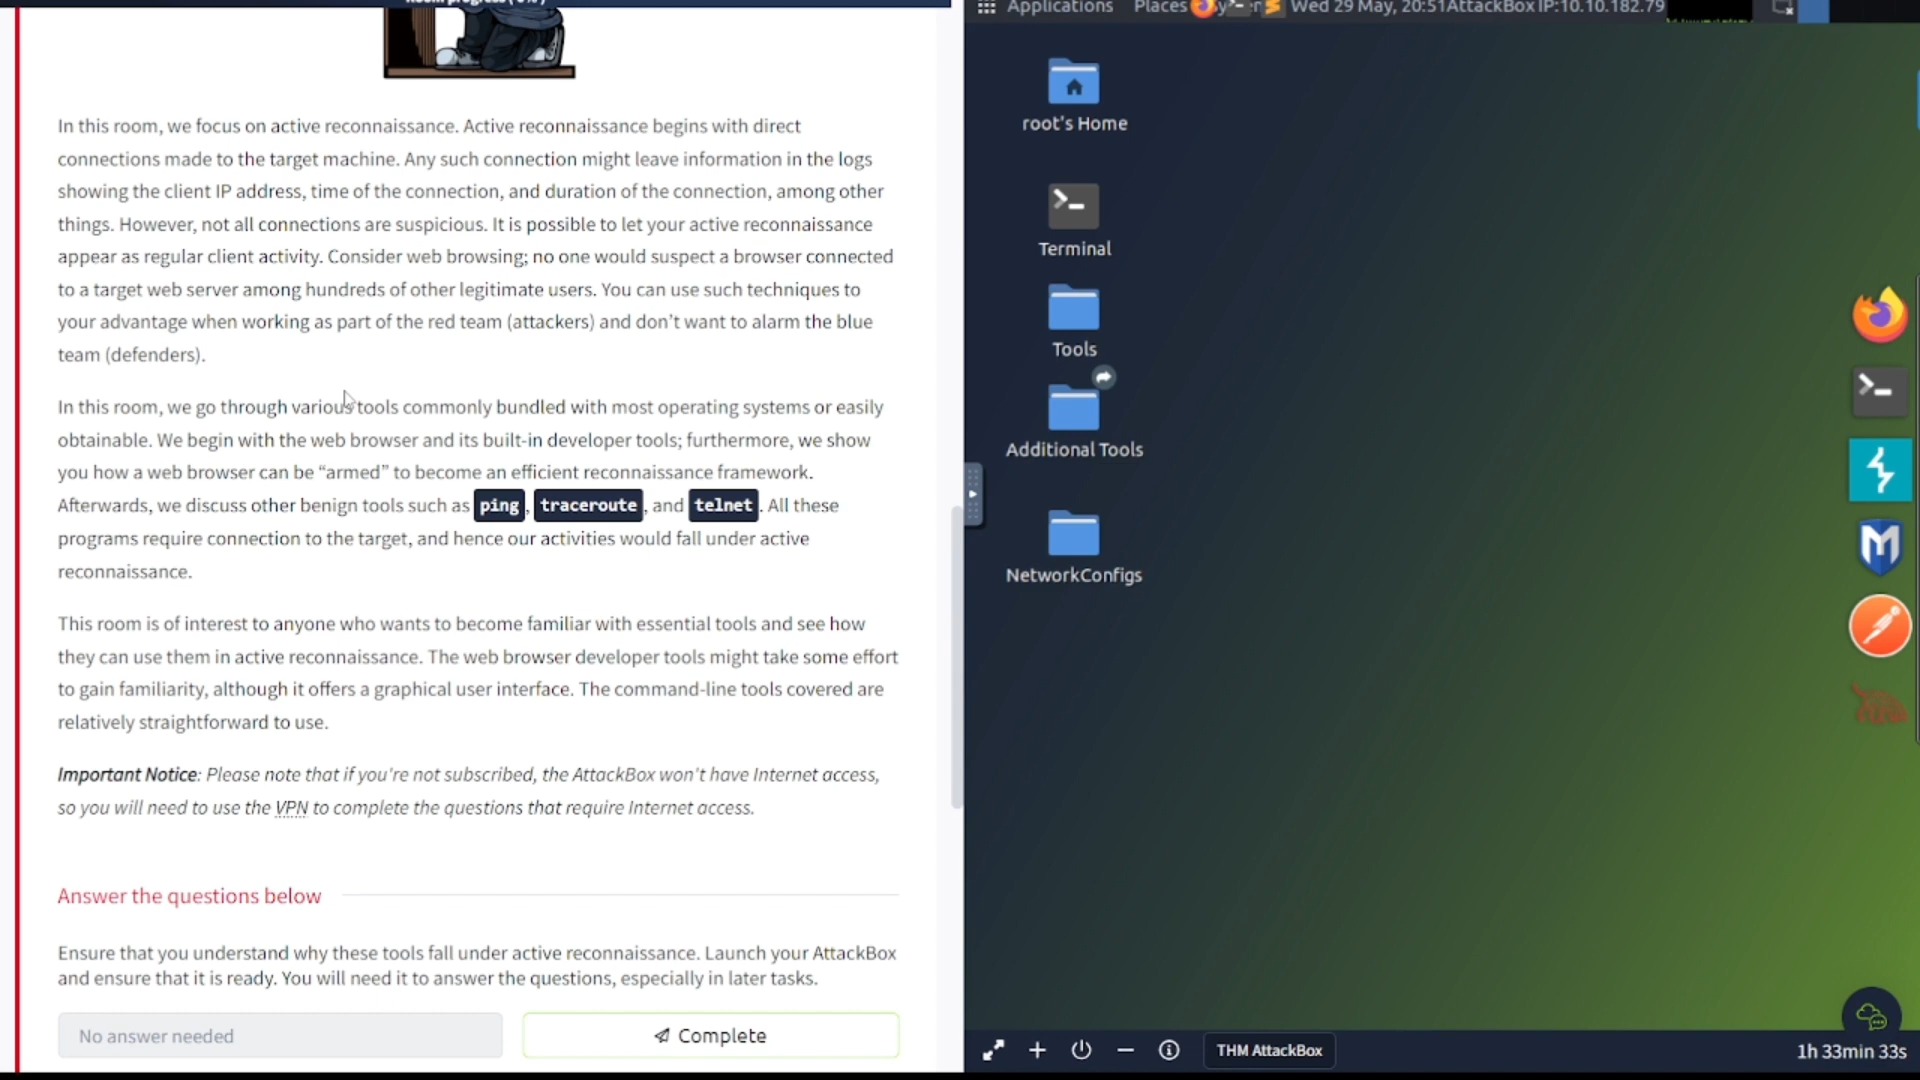 Room progress ( 0% )
In this room, we focus on active reconnaissance. Active reconnaissance begins with direct
connections made to the target machine. Any such connection might leave information in the logs
showing the client IP address, time of the connection, and duration of the connection, among other
things. However, not all connections are suspicious. It is possible to let your active reconnaissance
appear as regular client activity. Consider web browsing; no one would suspect a browser connected
to a target web server among hundreds of other legitimate users. You can use such techniques to
your advantage when working as part of the red team (attackers) and don’t want to alarm the blue
team (defenders).
In this room, we go through various tools commonly bundled with most operating systems or easily
obtainable. We begin with the web browser and its built-in developer tools; furthermore, we show
you how a web browser can be “armed” to become an efficient reconnaissance framework.
Afterwards, we discuss other benign tools such as ping, traceroute, and telnet. All these
programs require connection to the target, and hence our activities would fall under active
reconnaissance.
This room is of interest to anyone who wants to become familiar with essential tools and see how
they can use them in active reconnaissance. The web browser developer tools might take some effort
to gain familiarity, although it offers a graphical user interface. The command-line tools covered are
relatively straightforward to use.
Important Notice: Please note that if you're not subscribed, the AttackBox won't have Internet access,
so you will need to use the VPN to complete the questions that require Internet access.
Answer the questions below
Ensure that you understand why these tools fall under active reconnaissance. Launch your AttackBox
and ensure that it is ready. You will need it to answer the questions, especially in later tasks.
No answer needed
Complete
Applications Places Wed 29 May, 20:51 AttackBox IP:10.10.182.79
root's Home
Terminal
Tools
Additional Tools
NetworkConfigs
THM AttackBox
1h 33min 33s